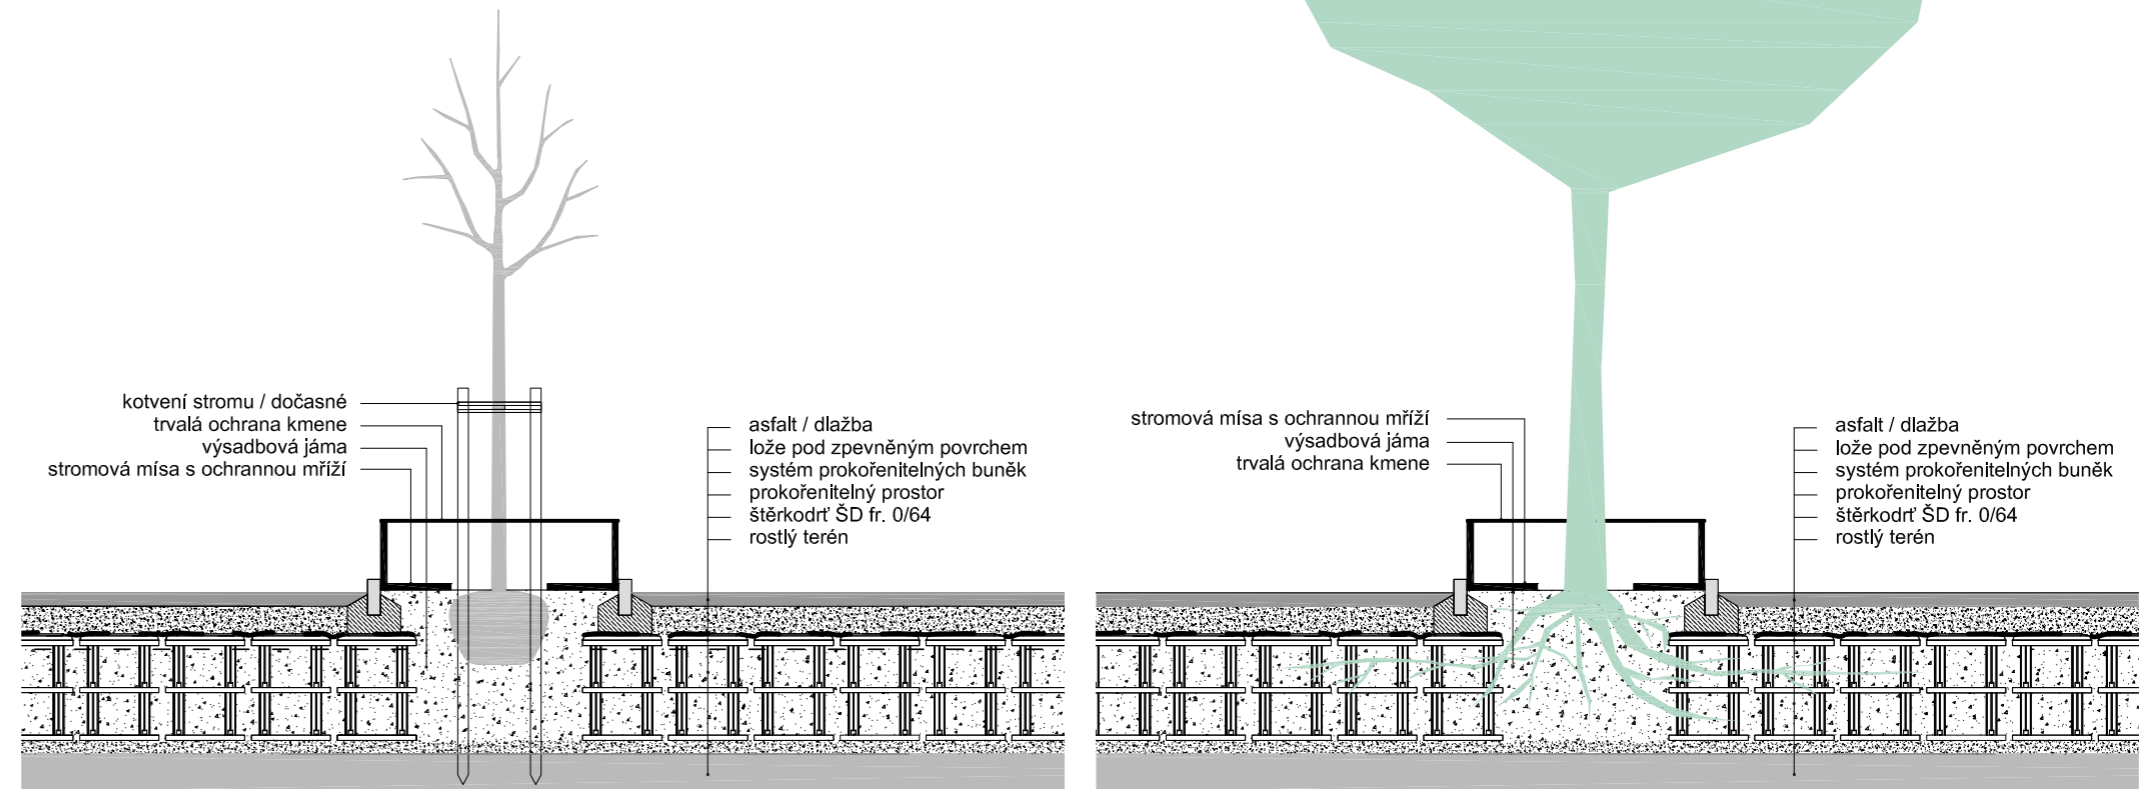 kotvení stromu / dočasné
trvalá ochrana kmene
výsadbová jáma
stromová mísa s ochrannou mříží
asfalt / dlažba
lože pod zpevněným povrchem
systém prokořenitelných buněk
prokořenitelný prostor
štěrkodrť ŠD fr. 0/64
rostlý terén
stromová mísa s ochrannou mříží
výsadbová jáma
trvalá ochrana kmene
asfalt / dlažba
lože pod zpevněným povrchem
systém prokořenitelných buněk
prokořenitelný prostor
štěrkodrť ŠD fr. 0/64
rostlý terén